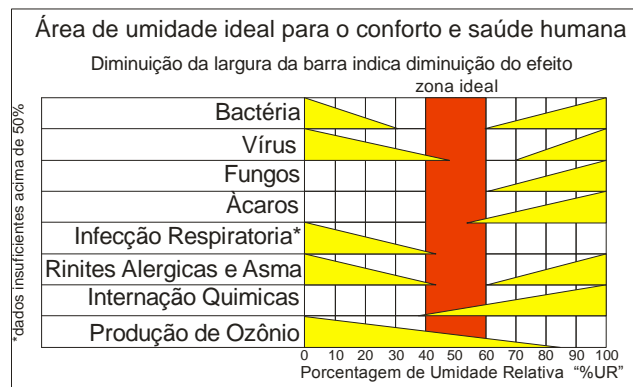 Área de umidade ideal para o conforto e saúde humana
Diminuição da largura da barra indica diminuição do efeito
zona ideal
*dados insuficientes acima de 50%
Bactéria
Vírus
Fungos
Àcaros
Infecção Respiratoria*
Rinites Alergicas e Asma
Internação Quimicas
Produção de Ozônio
0 10 20 30 40 50 60 70 80 90 100
Porcentagem de Umidade Relativa "%UR"